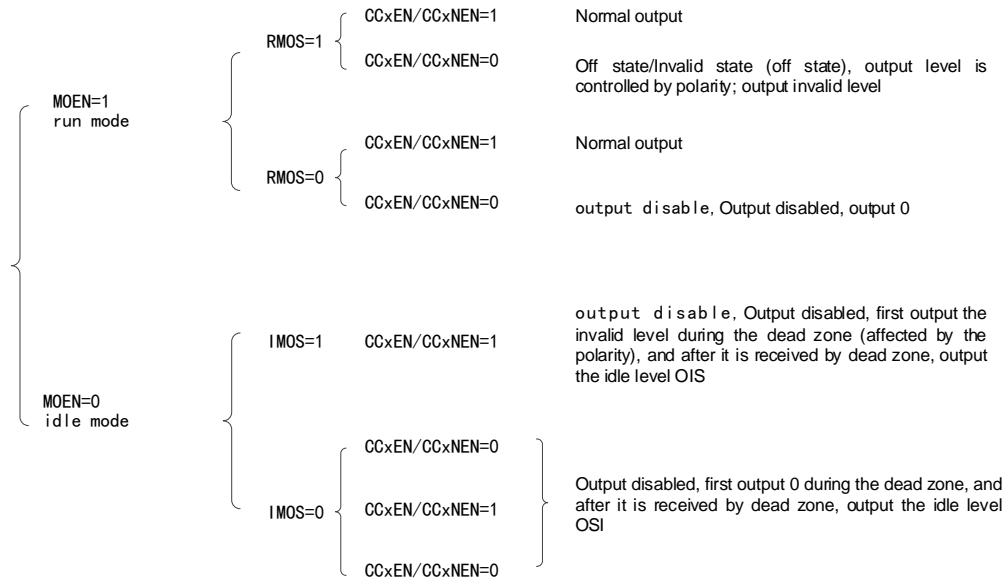 CCxEN/CCxNEN=1 Normal output
RMOS=1
CCxEN/CCxNEN=0 Off state/Invalid state (off state), output level is
controlled by polarity; output invalid level
MOEN=1
run mode
CCxEN/CCxNEN=1 Normal output
RMOS=0
CCxEN/CCxNEN=0 output disable, Output disabled, output 0
output disable, Output disabled, first output the
invalid level during the dead zone (affected by the
IMOS=1 CCxEN/CCxNEN=1
polarity), and after it is received by dead zone, output
the idle level OIS
MOEN=0
idle mode
CCxEN/CCxNEN=0
Output disabled, first output 0 during the dead zone, and
IMOS=0 CCxEN/CCxNEN=1
after it is received by dead zone, output the idle level
OSI
CCxEN/CCxNEN=0